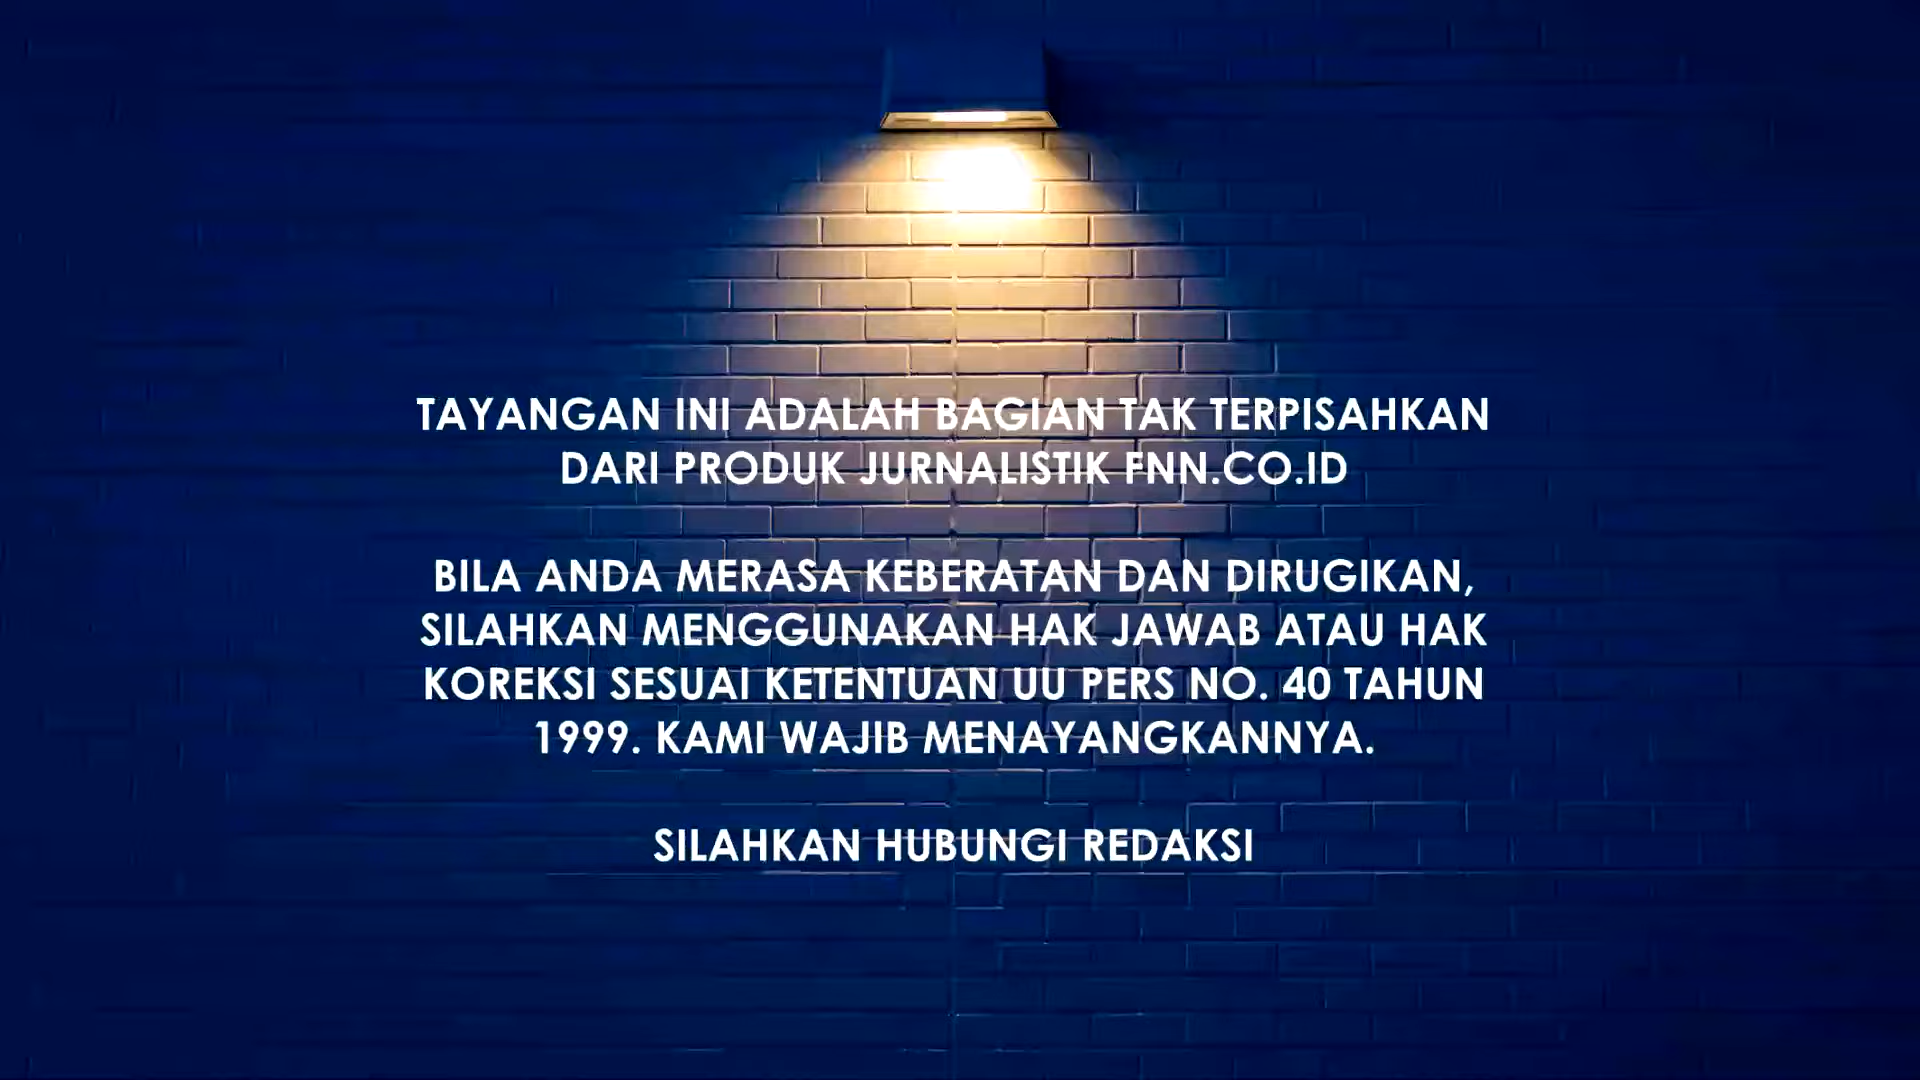 TAYANGAN INI ADALAH BAGIAN TAK TERPISAHKAN
DARI PRODUK JURNALISTIK FNN.CO.ID
BILA ANDA MERASA KEBERATAN DAN DIRUGIKAN,
SILAHKAN MENGGUNAKAN HAK JAWAB ATAU HAK
KOREKSI SESUAI KETENTUAN UU PERS NO. 40 TAHUN
1999. KAMI WAJIB MENAYANGKANNYA.
SILAHKAN HUBUNGI REDAKSI